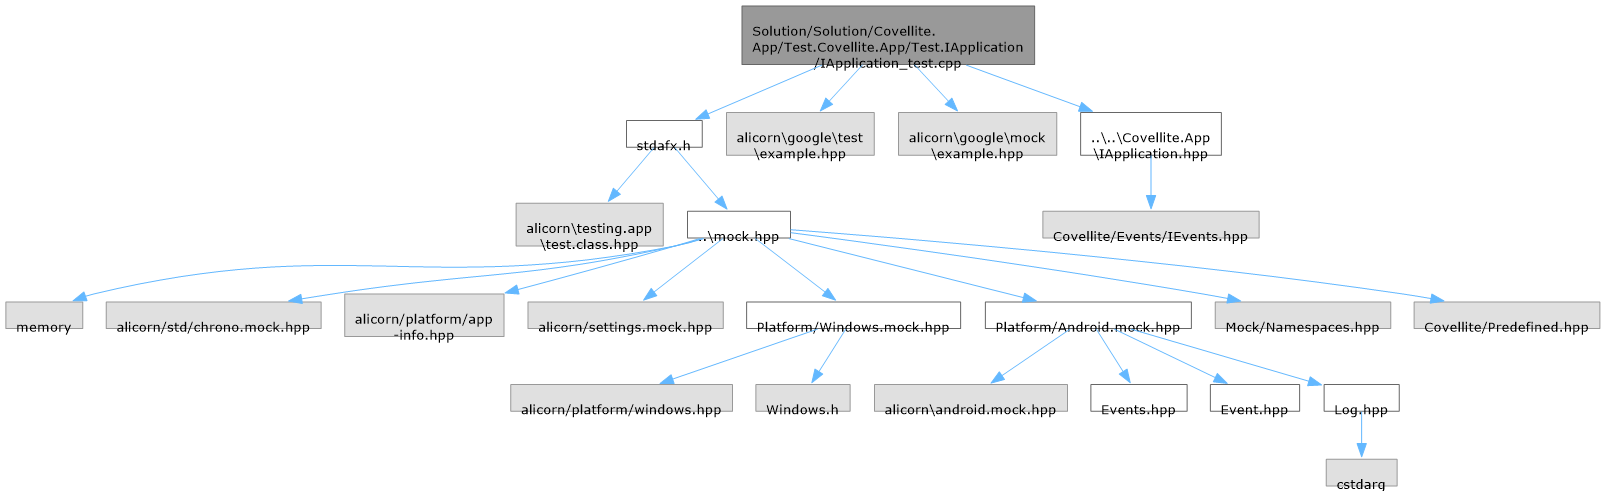 Solution/Solution/Covellite.
App/Test.Covellite.App/Test.IApplication
/IApplication_test.cpp
stdafx.h
alicorn\google\test
\example.hpp
alicorn\google\mock
\example.hpp
..\..\Covellite.App
\IApplication.hpp
alicorn\testing.app
\test.class.hpp
..\mock.hpp
Covellite/Events/IEvents.hpp
memory
alicorn/std/chrono.mock.hpp
alicorn/platform/app
-info.hpp
alicorn/settings.mock.hpp
Platform/Windows.mock.hpp
Platform/Android.mock.hpp
Mock/Namespaces.hpp
Covellite/Predefined.hpp
alicorn/platform/windows.hpp
Windows.h
alicorn\android.mock.hpp
Events.hpp
Event.hpp
Log.hpp
cstdarg